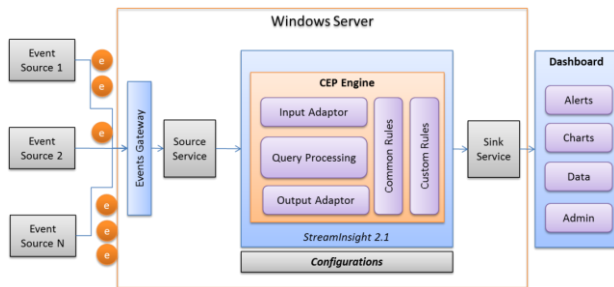 Windows Server
Event
Source 1
e
e
Event
Source 2
e
Event
Source N
e
e
e
Events Gateway
Source
Service
CEP Engine
Input Adaptor
Query Processing
Output Adaptor
Common Rules
Custom Rules
StreamInsight 2.1
Configurations
Sink
Service
Dashboard
Alerts
Charts
Data
Admin